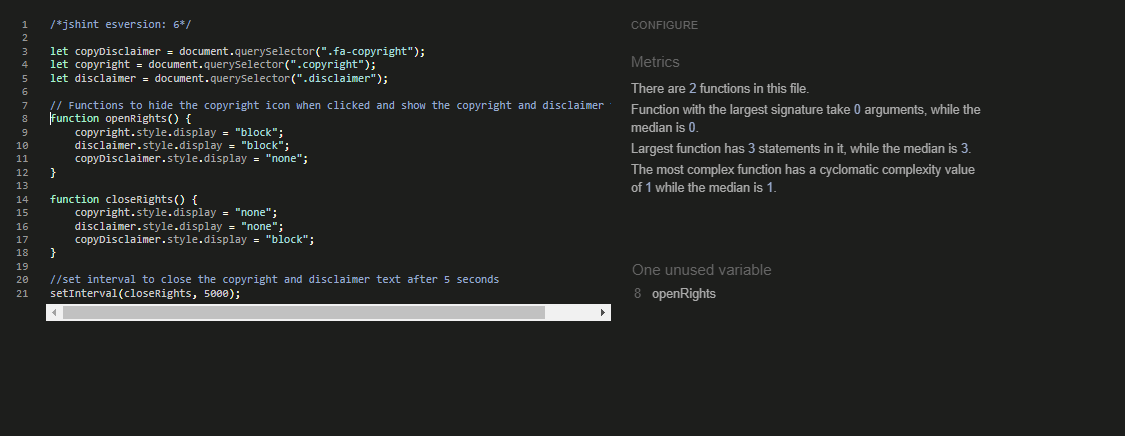 1 /*jshint esversion: 6*/
2
3 let copyDisclaimer = document.querySelector(".fa-copyright");
4 let copyright = document.querySelector(".copyright");
5 let disclaimer = document.querySelector(".disclaimer");
6
7 // Functions to hide the copyright icon when clicked and show the copyright and disclaimer
8 function openRights() {
9 copyright.style.display = "block";
10 disclaimer.style.display = "block";
11 copyDisclaimer.style.display = "none";
12 }
13
14 function closeRights() {
15 copyright.style.display = "none";
16 disclaimer.style.display = "none";
17 copyDisclaimer.style.display = "block";
18 }
19
20 //set interval to close the copyright and disclaimer text after 5 seconds
21 setInterval(closeRights, 5000);
CONFIGURE
Metrics
There are 2 functions in this file.
Function with the largest signature take 0 arguments, while the
median is 0.
Largest function has 3 statements in it, while the median is 3.
The most complex function has a cyclomatic complexity value
of 1 while the median is 1.
One unused variable
8 openRights